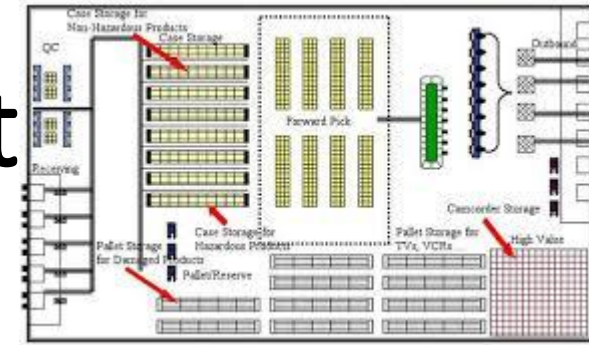 Case Storage for
Non-Hazardous Products
Case Storage
QC
Outbound
t
Forward Pick
Receiving
Camcorder Storage
Case Storage for
Hazardous Products
Pallet Storage for
TVs, VCRs
High Value
Pallet Storage
for Damaged Products
Pallet/Reserve